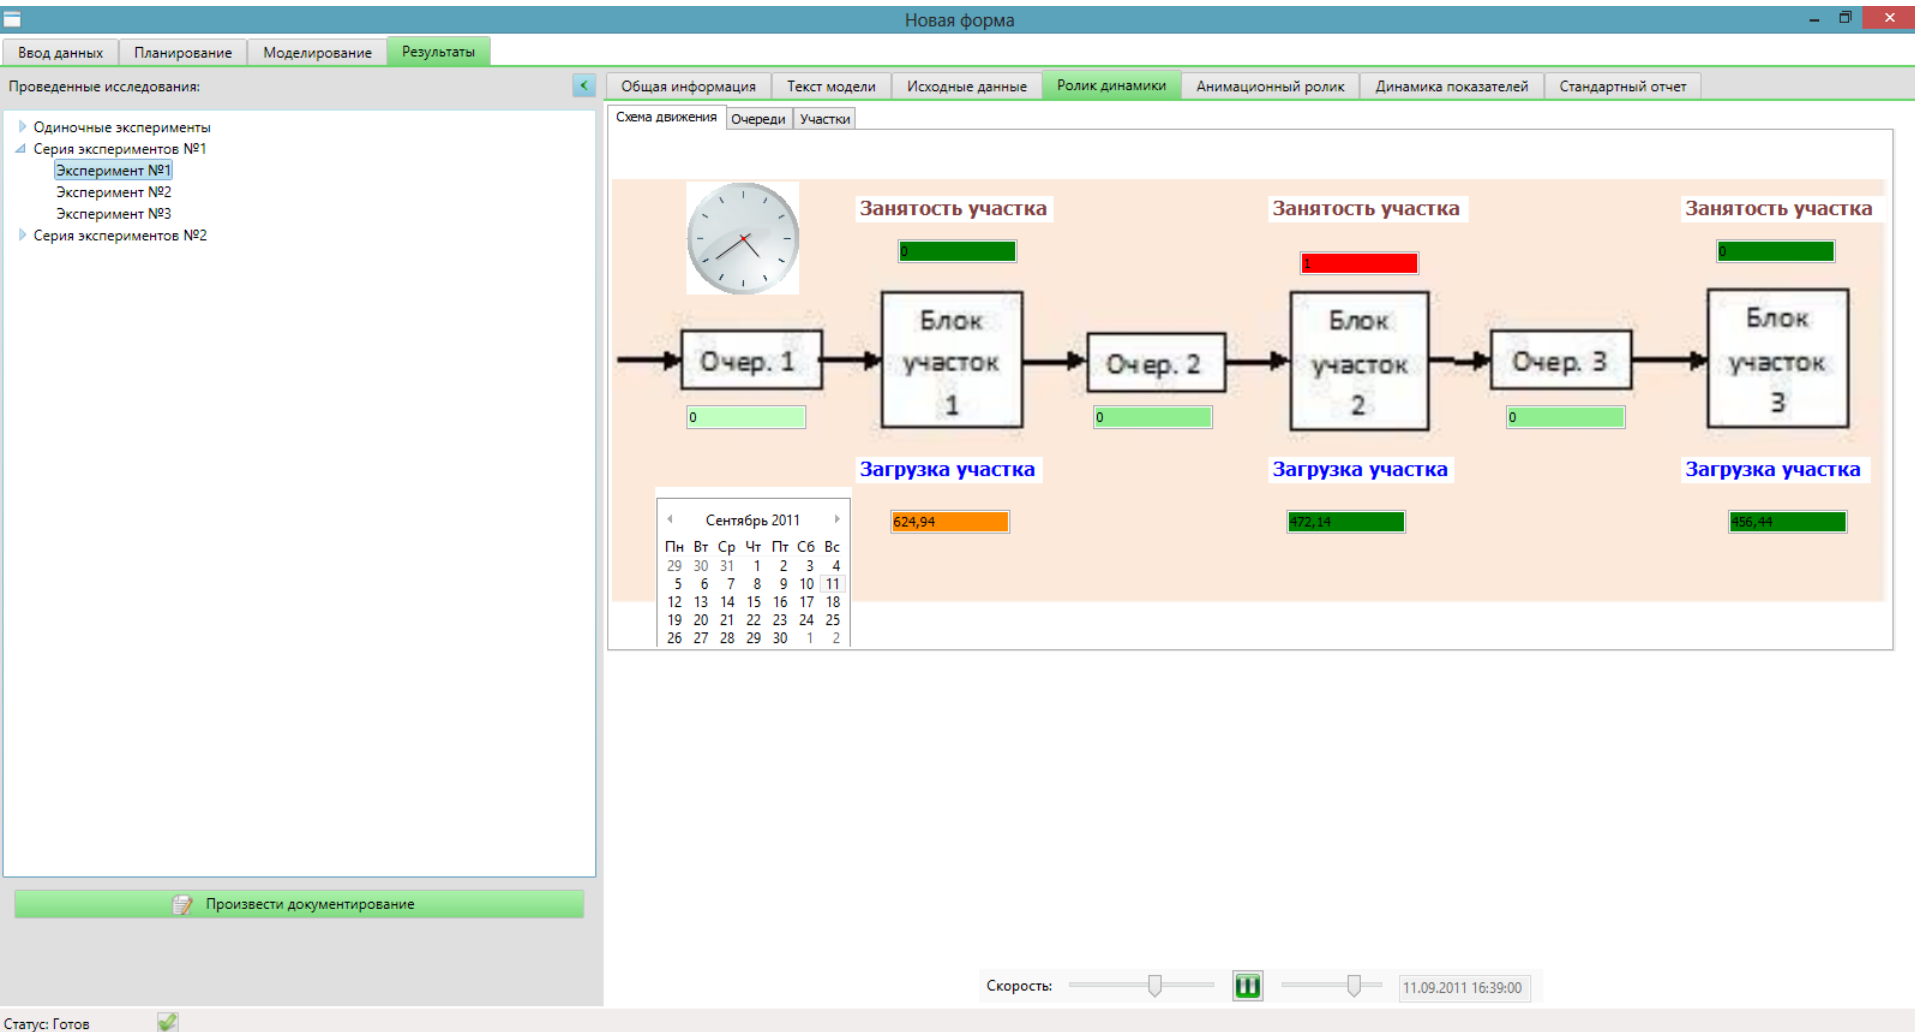 Новая форма
Ввод данных Планирование Моделирование Результаты
Проведенные исследования:
Одиночные эксперименты
Серия экспериментов №1
Эксперимент №1
Эксперимент №2
Эксперимент №3
Серия экспериментов №2
Произвести документирование
Общая информация Текст модели Исходные данные Ролик динамики Анимационный ролик Динамика показателей Стандартный отчет
Схема движения Очереди Участки
Занятость участка Занятость участка Занятость участка
0 1 0
Очер. 1
Блок
участок
1
Очер. 2
Блок
участок
2
Очер. 3
Блок
участок
3
0 0 0
Загрузка участка Загрузка участка Загрузка участка
624,94 472,14 456,44
Сентябрь 2011
Пн Вт Ср Чт Пт Сб Вс
29 30 31 1 2 3 4
5 6 7 8 9 10 11
12 13 14 15 16 17 18
19 20 21 22 23 24 25
26 27 28 29 30 1 2
Скорость: 11.09.2011 16:39:00
Статус: Готов